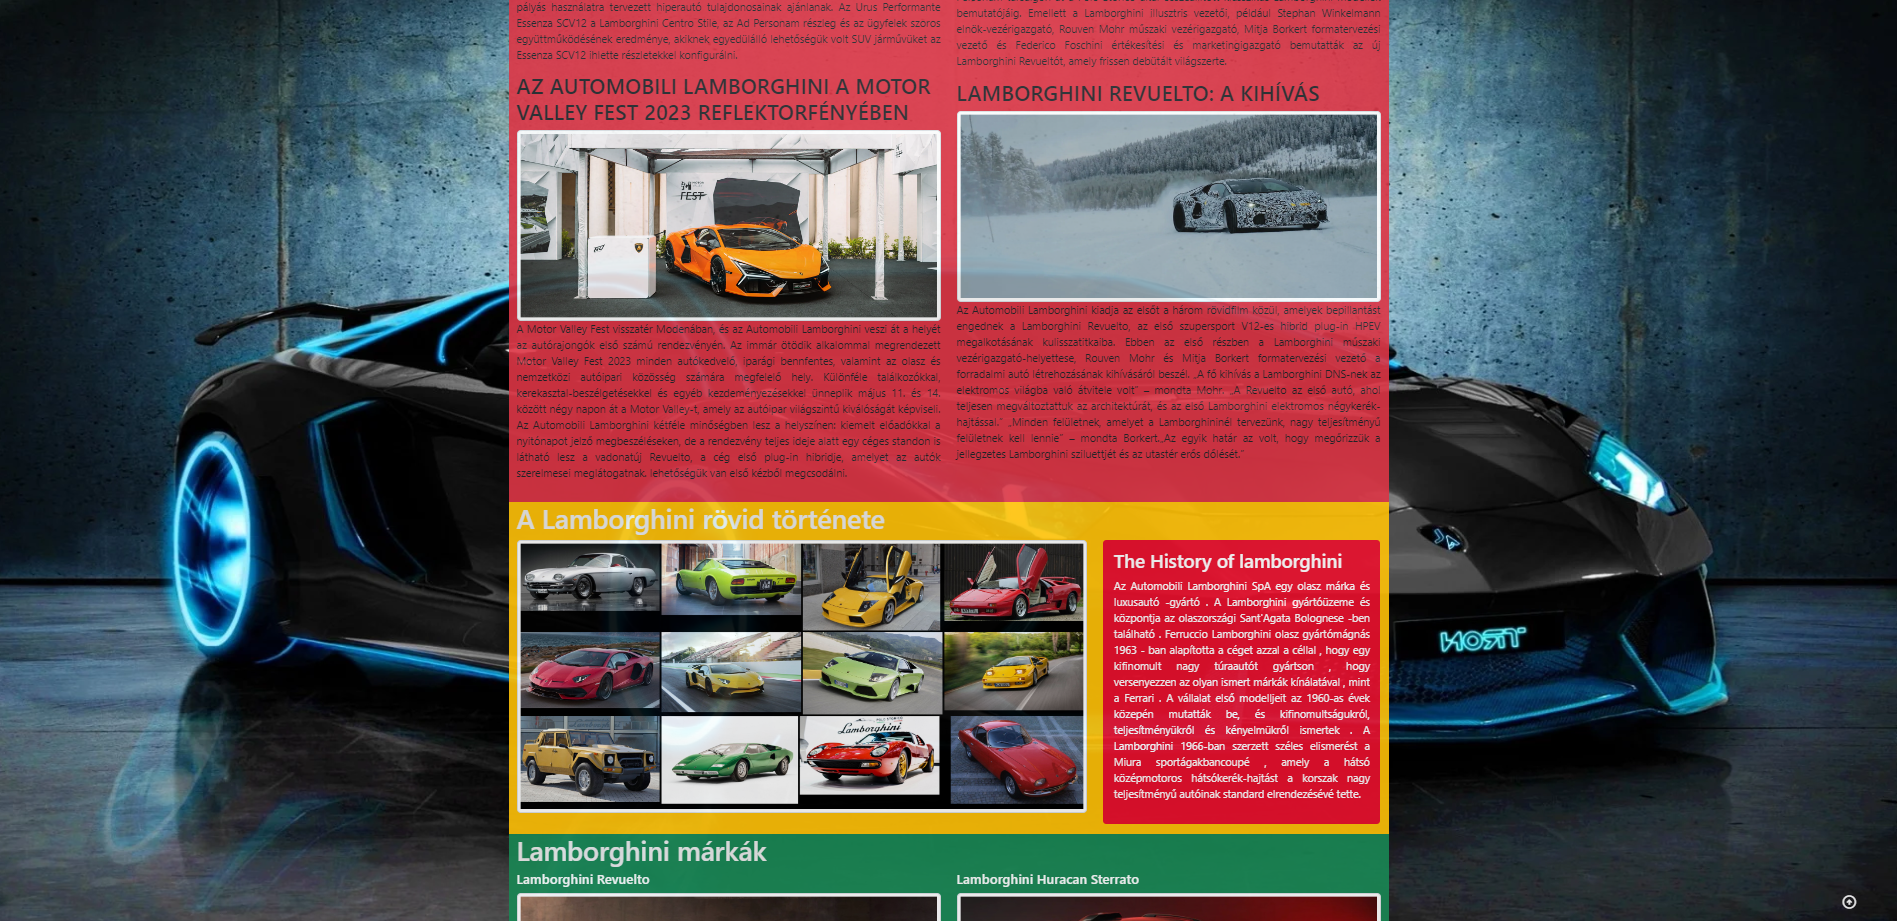 pályás használatra tervezett hiperautó tulajdonosainak ajánlanak. Az Urus Performante
Essenza SCV12 a Lamborghini Centro Stile, az Ad Personam részleg és az ügyfelek szoros
együttműködésének eredménye, akiknek egyedülálló lehetőségük volt SUV járművüket az
Essenza SCV12 ihlette részletekkel konfigurálni.
AZ AUTOMOBILI LAMBORGHINI A MOTOR
VALLEY FEST 2023 REFLEKTORFÉNYÉBEN
FEST
A Motor Valley Fest visszatér Modenában, és az Automobili Lamborghini veszi át a helyét
az autórajongók első számú rendezvényén. Az immár ötödik alkalommal megrendezett
Motor Valley Fest 2023 minden autókedvelő, iparági bennfentes, valamint az olasz és
nemzetközi autóipari közösség számára megfelelő hely. Különféle találkozókkal,
kerekasztal-beszélgetésekkel és egyéb kezdeményezésekkel ünneplik május 11. és 14.
között négy napon át a Motor Valley-t, amely az autóipar világszintű kiválóságát képviseli.
Az Automobili Lamborghini kétféle minőségben lesz a helyszínen: kiemelt előadókkal a
nyitónapot jelző megbeszéléseken, de a rendezvény teljes ideje alatt egy céges standon is
látható lesz a vadonatúj Revuelto, a cég első plug-in hibridje, amelyet az autók
szerelmesei meglátogatnak. lehetőségük van első kézből megcsodálni.
bemutatójáig. Emellett a Lamborghini illusztris vezetői, például Stephan Winkelmann
elnök-vezérigazgató, Rouven Mohr műszaki vezérigazgató, Mitja Borkert formatervezési
vezető és Federico Foschini értékesítési és marketingigazgató bemutatták az új
Lamborghini Revueltót, amely frissen debütált világszerte.
LAMBORGHINI REVUELTO: A KIHÍVÁS
Az Automobili Lamborghini kiadja az elsőt a három rövidfilm közül, amelyek bepillantást
engednek a Lamborghini Revuelto, az első szupersport V12-es hibrid plug-in HPEV
megalkotásának kulisszatitkaiba. Ebben az első részben a Lamborghini műszaki
vezérigazgató-helyettese, Rouven Mohr és Mitja Borkert formatervezési vezető a
forradalmi autó létrehozásának kihívásáról beszél. „A fő kihívás a Lamborghini DNS-nek az
elektromos világba való átvitele volt" – mondta Mohr. „A Revuelto az első autó, ahol
teljesen megváltoztattuk az architektúrát, és az első Lamborghini elektromos négykerék-
hajtással." „Minden felületnek, amelyet a Lamborghininél tervezünk, nagy teljesítményű
felületnek kell lennie" – mondta Borkert.„Az egyik határ az volt, hogy megőrizzük a
jellegzetes Lamborghini sziluettjét és az utastér erős dőlését."
A Lamborghini rövid története
Lamborghini
The History of lamborghini
Az Automobili Lamborghini SpA egy olasz márka és
luxusautó -gyártó . A Lamborghini gyártóüzeme és
központja az olaszországi Sant'Agata Bolognese -ben
található . Ferruccio Lamborghini olasz gyártómágnás
1963 - ban alapította a céget azzal a céllal , hogy egy
kifinomult nagy túraautót gyártson , hogy
versenyezzen az olyan ismert márkák kínálatával , mint
a Ferrari . A vállalat első modelljeit az 1960-as évek
közepén mutatták be, és kifinomultságukról,
teljesítményükről és kényelmükről ismertek . A
Lamborghini 1966-ban szerzett széles elismerést a
Miura sportágakbancoupé , amely a hátsó
középmotoros hátsókerék-hajtást a korszak nagy
teljesítményű autóinak standard elrendezésévé tette.
Lamborghini márkák
Lamborghini Revuelto
Lamborghini Huracan Sterrato